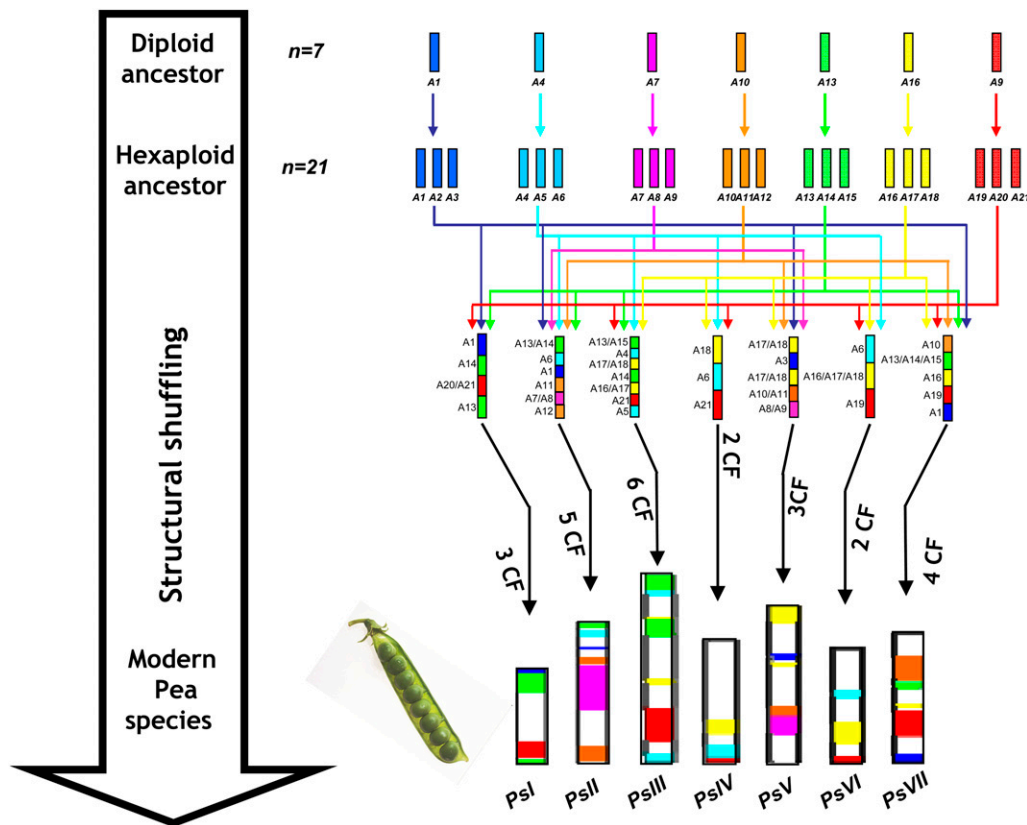 Diploid
ancestor
n=7
A1 A4 A7 A10 A13 A16 A9
Hexaploid
ancestor
n=21
A1 A2 A3 A4 A5 A6 A7 A8 A9 A10A11A12 A13 A14 A15 A16 A17 A18 A19 A20 A21
Structural shuffling
A1
A14
A20/A21
A13
A13/A14
A6
A1
A11
A7/A8
A12
A13/A15
A4
A17/A18
A14
A16/A17
A21
A5
A18
A6
A21
A17/A18
A3
A17/A18
A10/A11
A8/A9
A6
A16/A17/A18
A19
A10
A13/A14/A15
A16
A19
A1
3 CF
5 CF
6 CF
2 CF
3CF
2 CF
4 CF
Modern
Pea
species
PsI PsII PsIII PsIV PsV PsVI PsVII